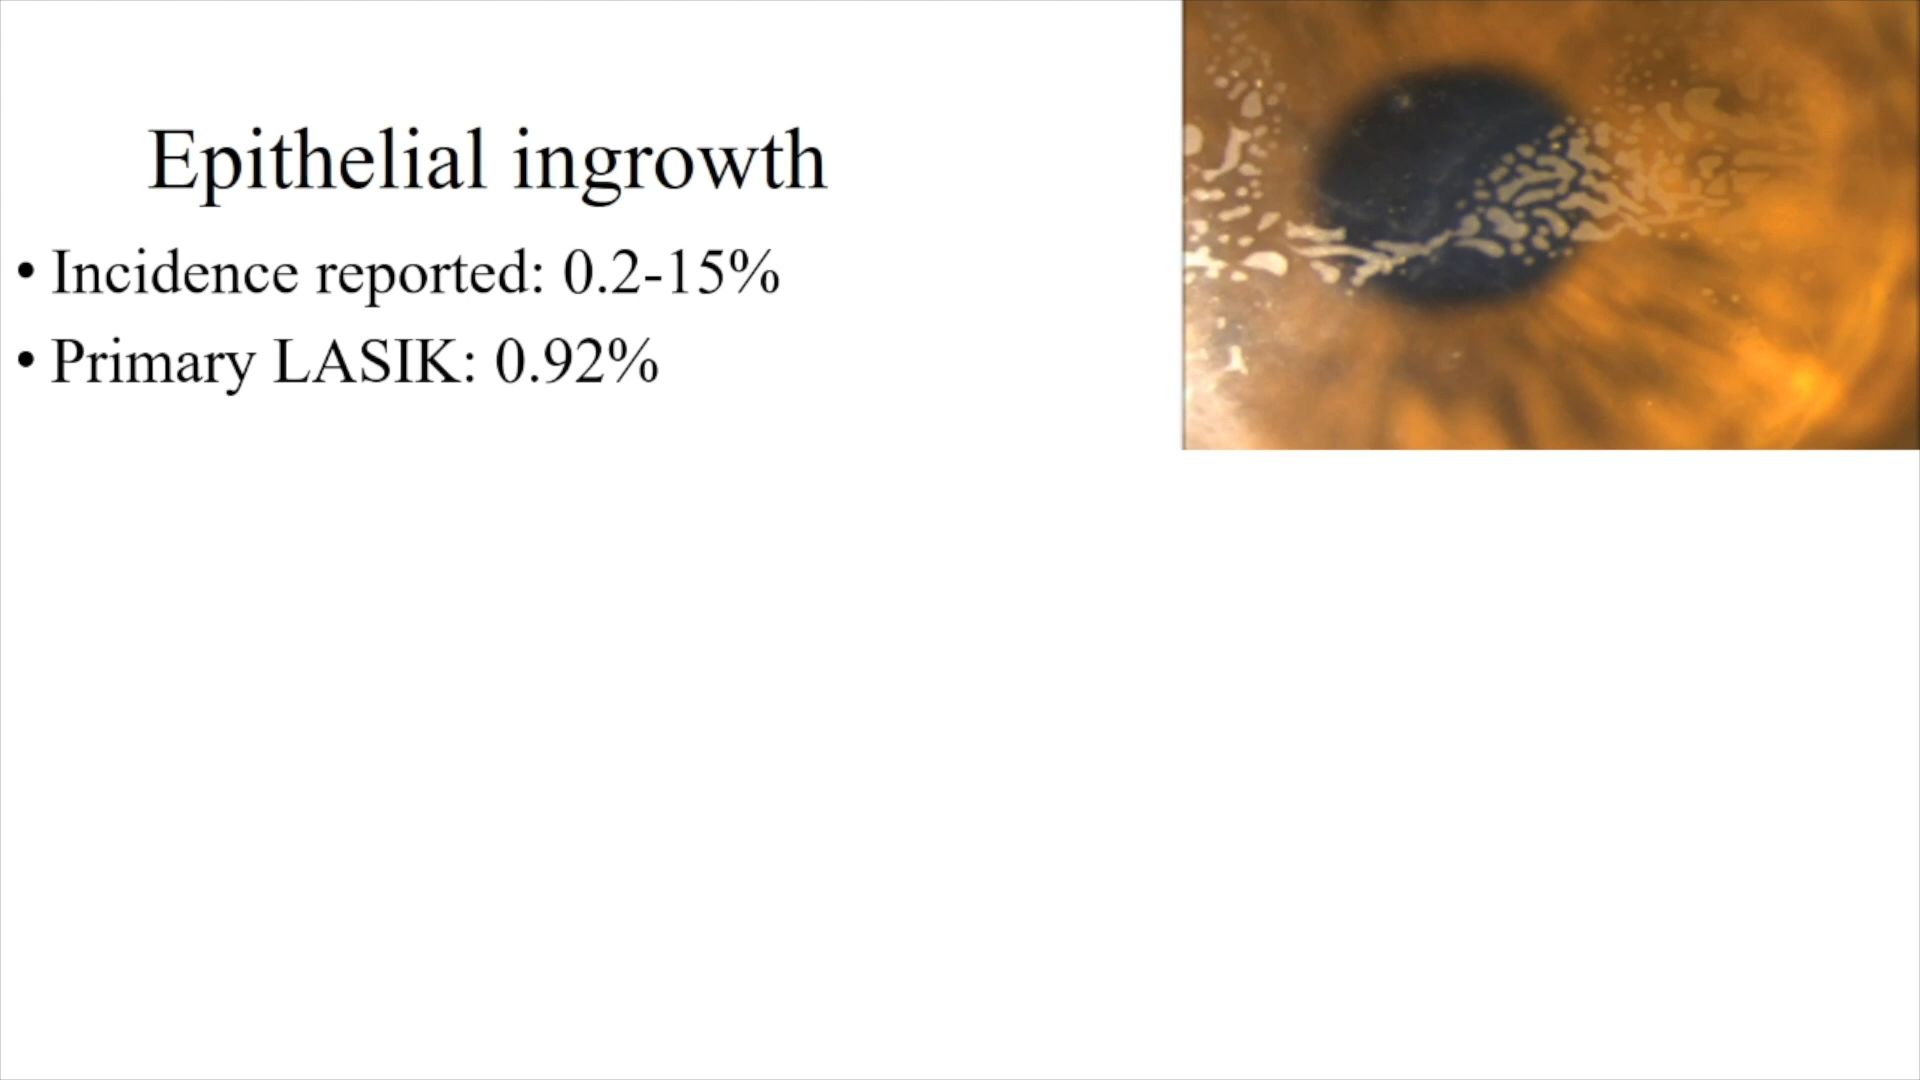 Epithelial ingrowth
• Incidence reported: 0.2-15%
• Primary LASIK: 0.92%